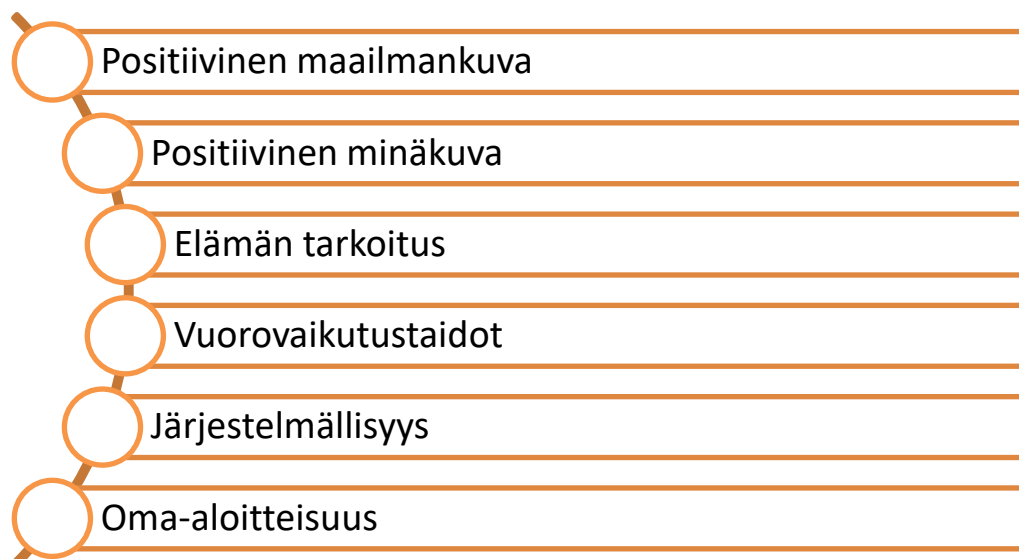 Positiivinen maailmankuva
Positiivinen minäkuva
Elämän tarkoitus
Vuorovaikutustaidot
Järjestelmällisyys
Oma-aloitteisuus